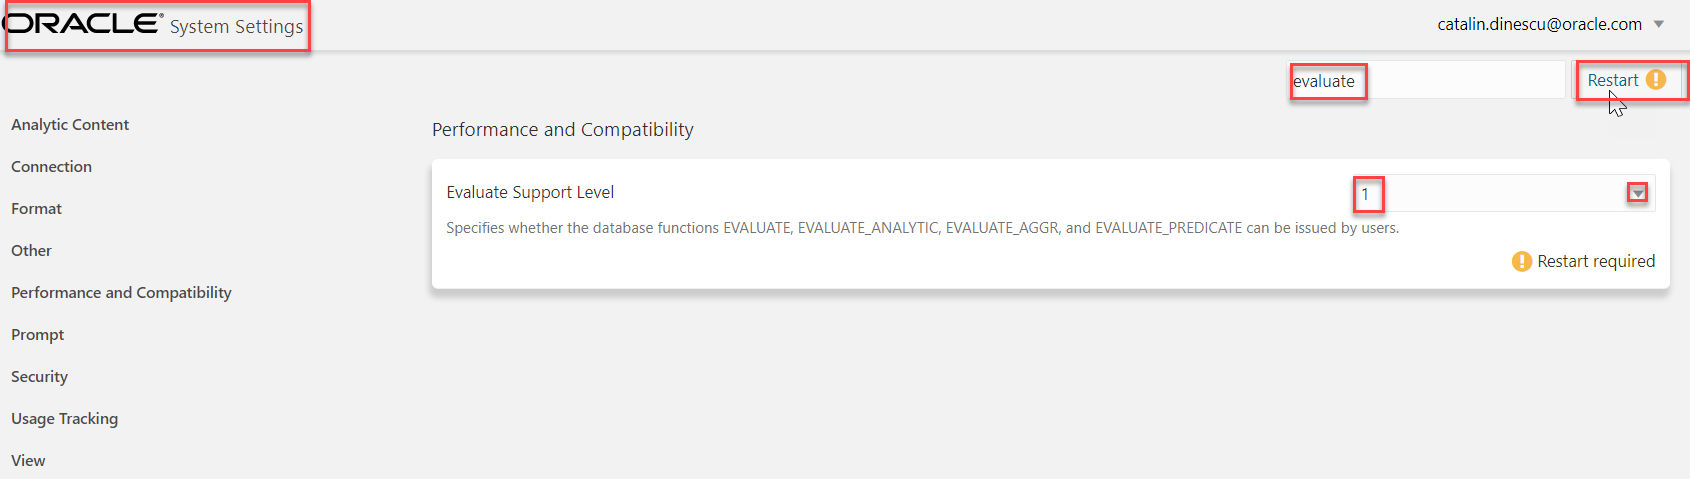 ORACLE® System Settings
catalin.dinescu@oracle.com
evaluate
Restart
Analytic Content
Connection
Format
Other
Performance and Compatibility
Prompt
Security
Usage Tracking
View
Performance and Compatibility
Evaluate Support Level
1
Specifies whether the database functions EVALUATE, EVALUATE_ANALYTIC, EVALUATE_AGGR, and EVALUATE_PREDICATE can be issued by users.
Restart required